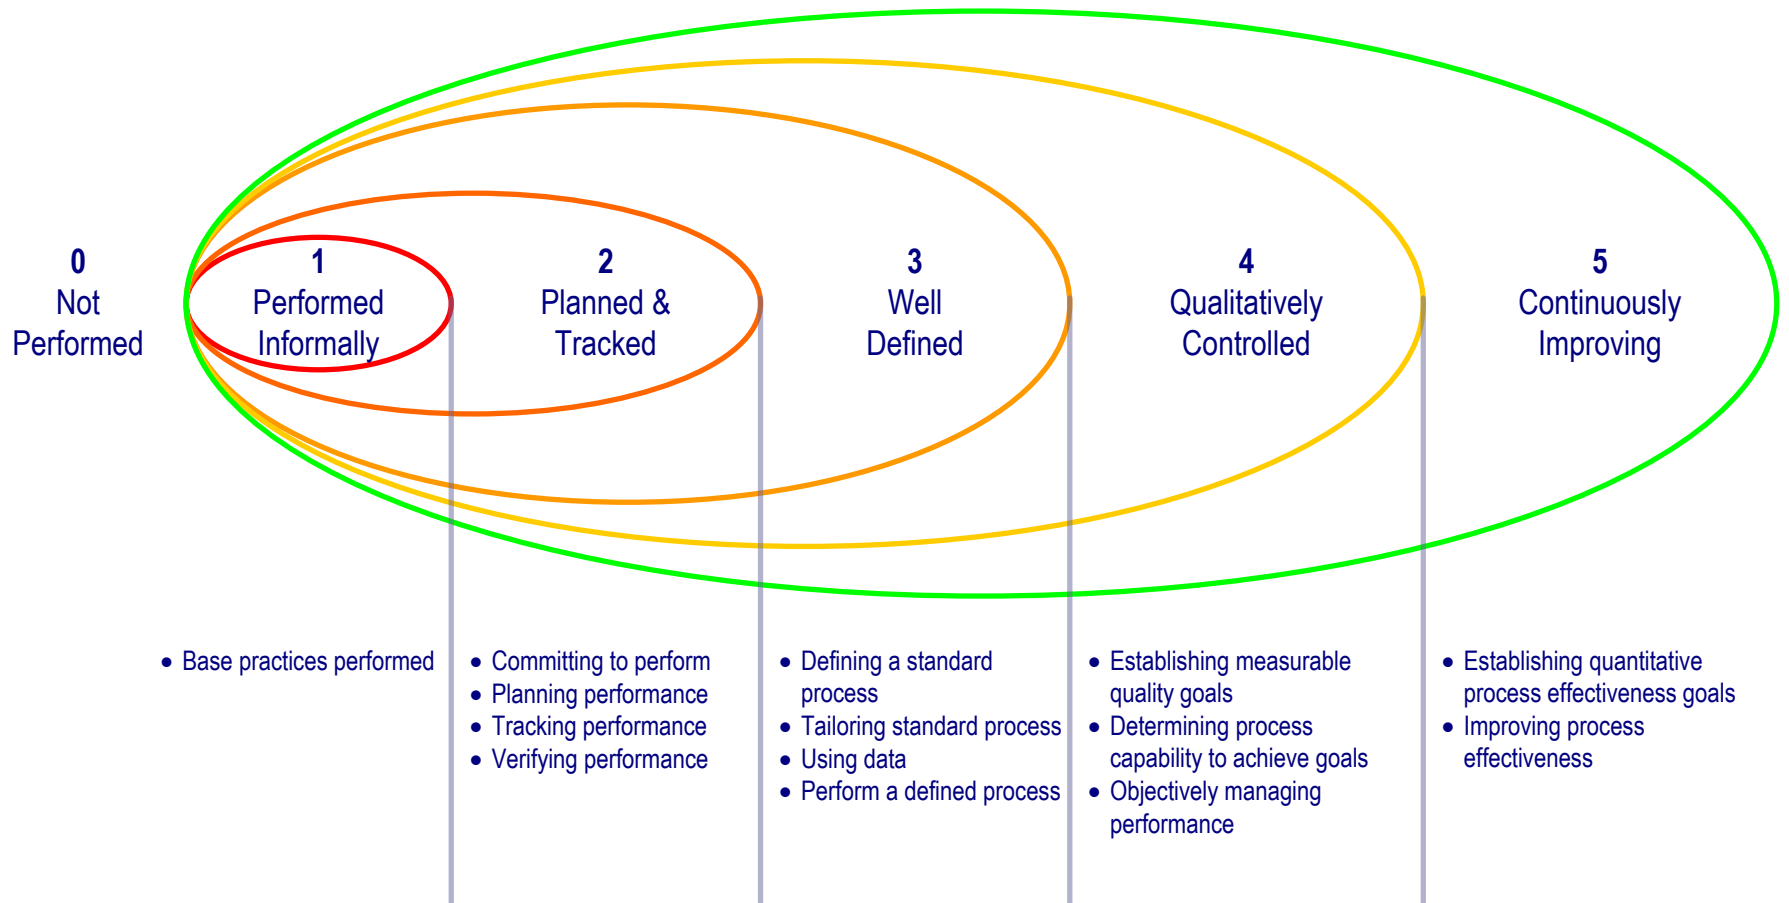 0
Not
Performed
1
Performed
Informally
2
Planned &
Tracked
3
Well
Defined
4
Qualitatively
Controlled
5
Continuously
Improving
• Base practices performed
• Committing to perform
• Planning performance
• Tracking performance
• Verifying performance
• Defining a standard
process
• Tailoring standard process
• Using data
• Perform a defined process
• Establishing measurable
quality goals
• Determining process
capability to achieve goals
• Objectively managing
performance
• Establishing quantitative
process effectiveness goals
• Improving process
effectiveness